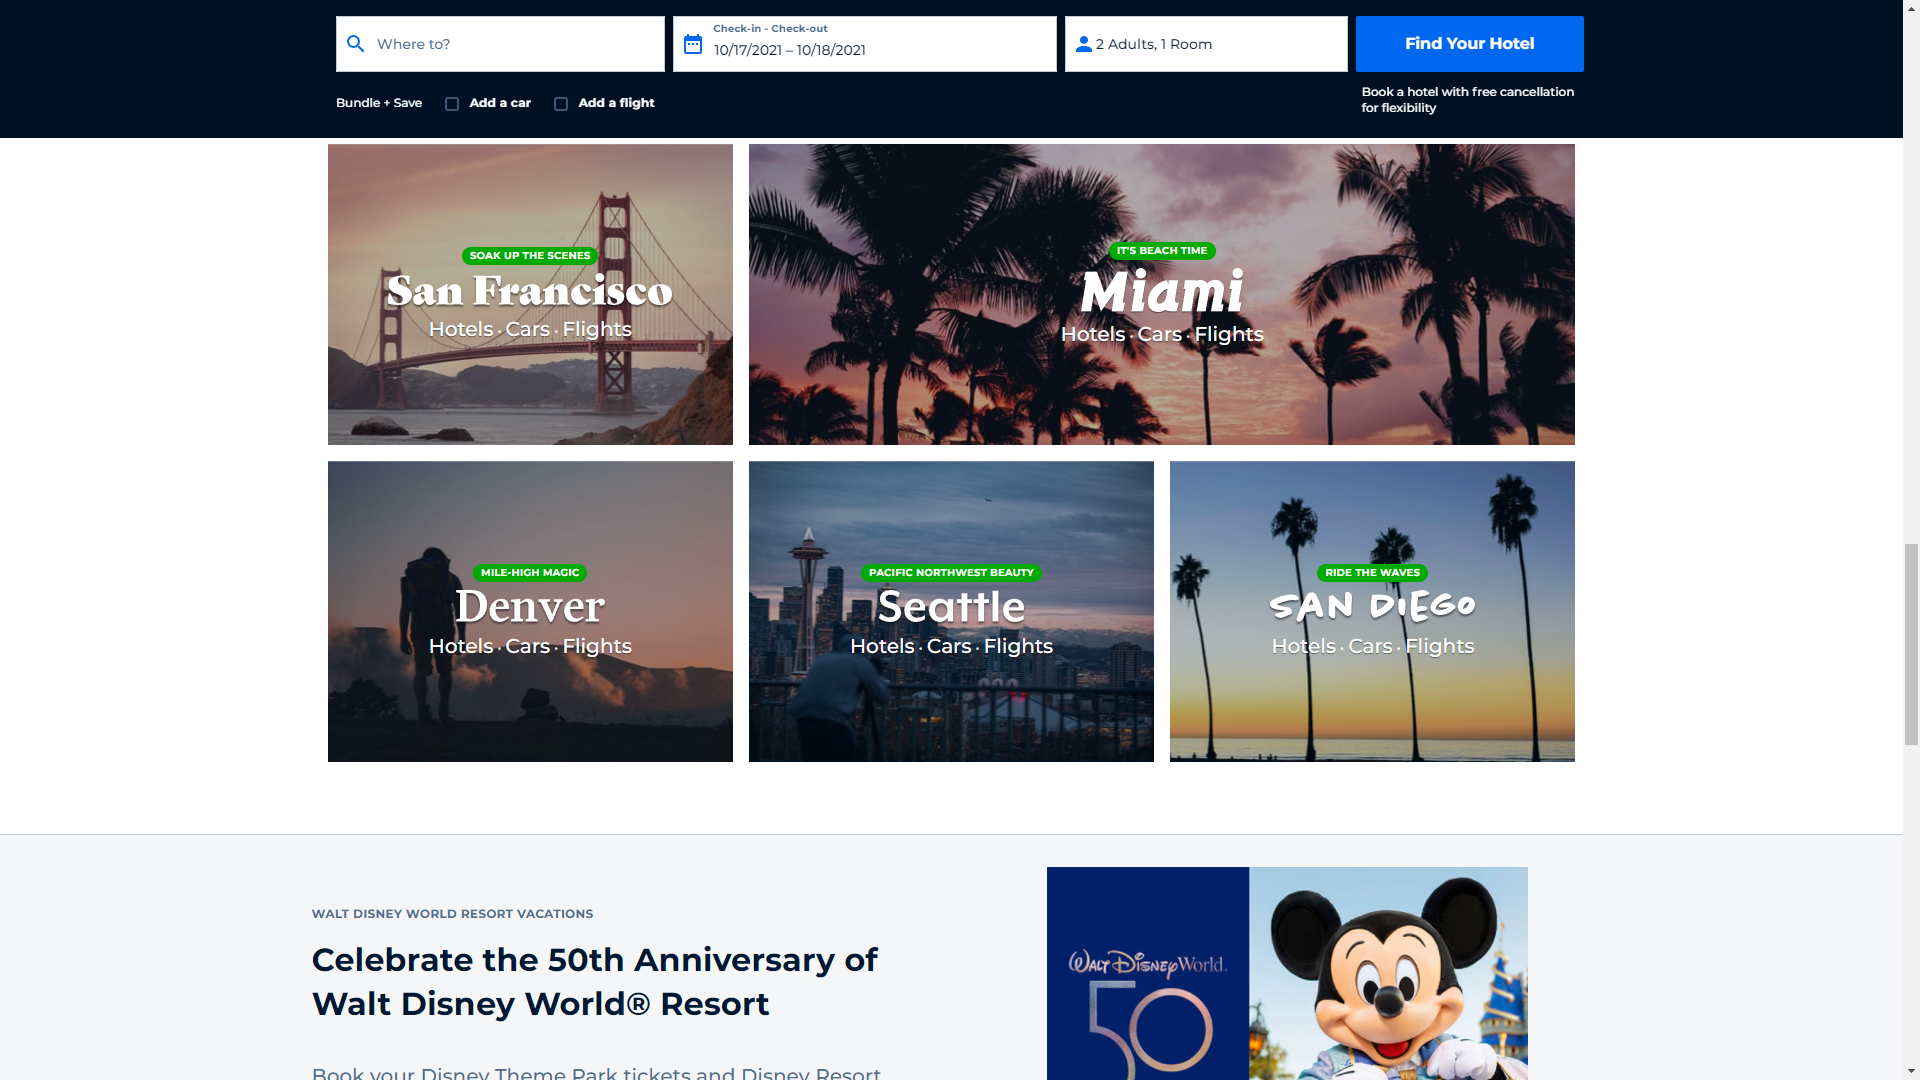 Where to?
Check-in - Check-out
10/17/2021 – 10/18/2021
2 Adults, 1 Room
Find Your Hotel
Bundle + Save
Add a car
Add a flight
Book a hotel with free cancellation
for flexibility
SOAK UP THE SCENES
San Francisco
Hotels · Cars · Flights
IT'S BEACH TIME
Miami
Hotels · Cars · Flights
MILE-HIGH MAGIC
Denver
Hotels · Cars · Flights
PACIFIC NORTHWEST BEAUTY
Seattle
Hotels · Cars · Flights
RIDE THE WAVES
SAN DIEGO
Hotels · Cars · Flights
WALT DISNEY WORLD RESORT VACATIONS
Celebrate the 50th Anniversary of
Walt Disney World® Resort
Book your Disney Theme Park tickets and Disney Resort
Walt Disney World.
50